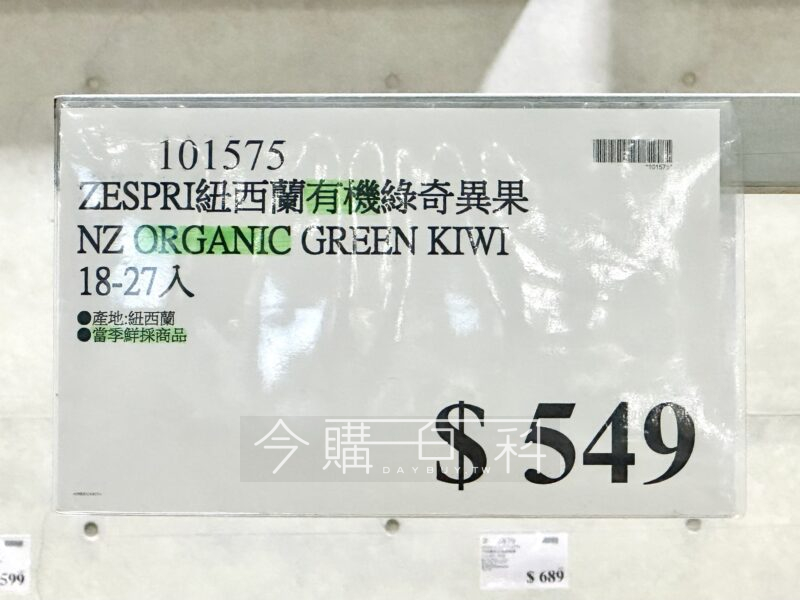 101575
*101575*
ZESPRI紐西蘭有機綠奇異果
NZ ORGANIC GREEN KIWI
18-27入
●產地:紐西蘭
●當季鮮採商品
$ 549
今購百科
DAYBUY.TW
599
$ 689